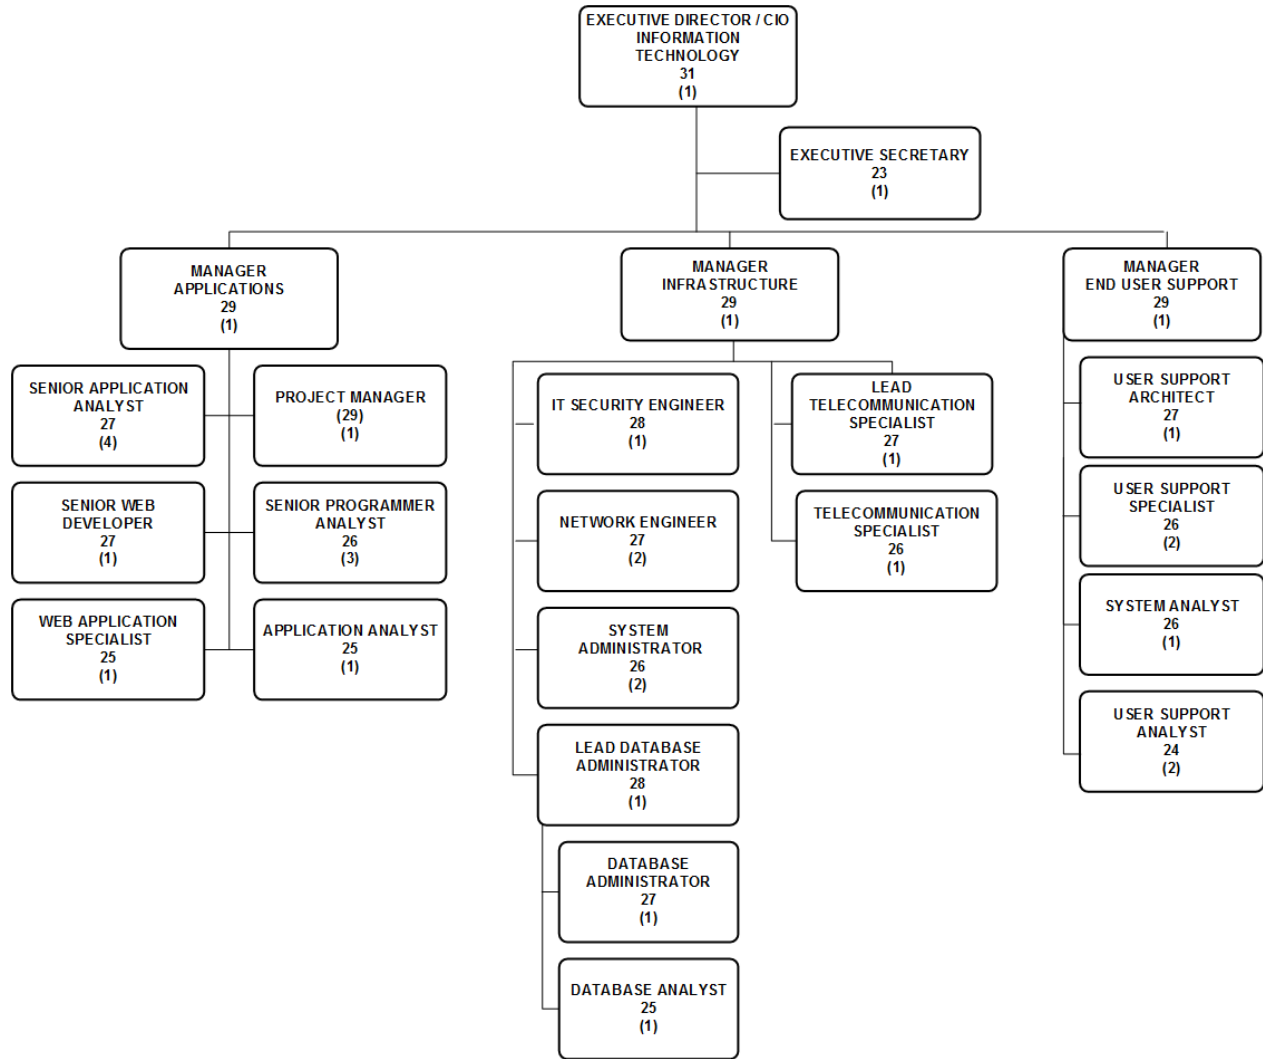 EXECUTIVE DIRECTOR / CIO
INFORMATION
TECHNOLOGY
31
(1)
EXECUTIVE SECRETARY
23
(1)
MANAGER
APPLICATIONS
29
(1)
SENIOR APPLICATION
ANALYST
27
(4)
PROJECT MANAGER
(29)
(1)
SENIOR WEB
DEVELOPER
27
(1)
SENIOR PROGRAMMER
ANALYST
26
(3)
WEB APPLICATION
SPECIALIST
25
(1)
APPLICATION ANALYST
25
(1)
MANAGER
INFRASTRUCTURE
29
(1)
IT SECURITY ENGINEER
28
(1)
NETWORK ENGINEER
27
(2)
SYSTEM
ADMINISTRATOR
26
(2)
LEAD DATABASE
ADMINISTRATOR
28
(1)
DATABASE
ADMINISTRATOR
27
(1)
DATABASE ANALYST
25
(1)
LEAD
TELECOMMUNICATION
SPECIALIST
27
(1)
TELECOMMUNICATION
SPECIALIST
26
(1)
MANAGER
END USER SUPPORT
29
(1)
USER SUPPORT
ARCHITECT
27
(1)
USER SUPPORT
SPECIALIST
26
(2)
SYSTEM ANALYST
26
(1)
USER SUPPORT
ANALYST
24
(2)